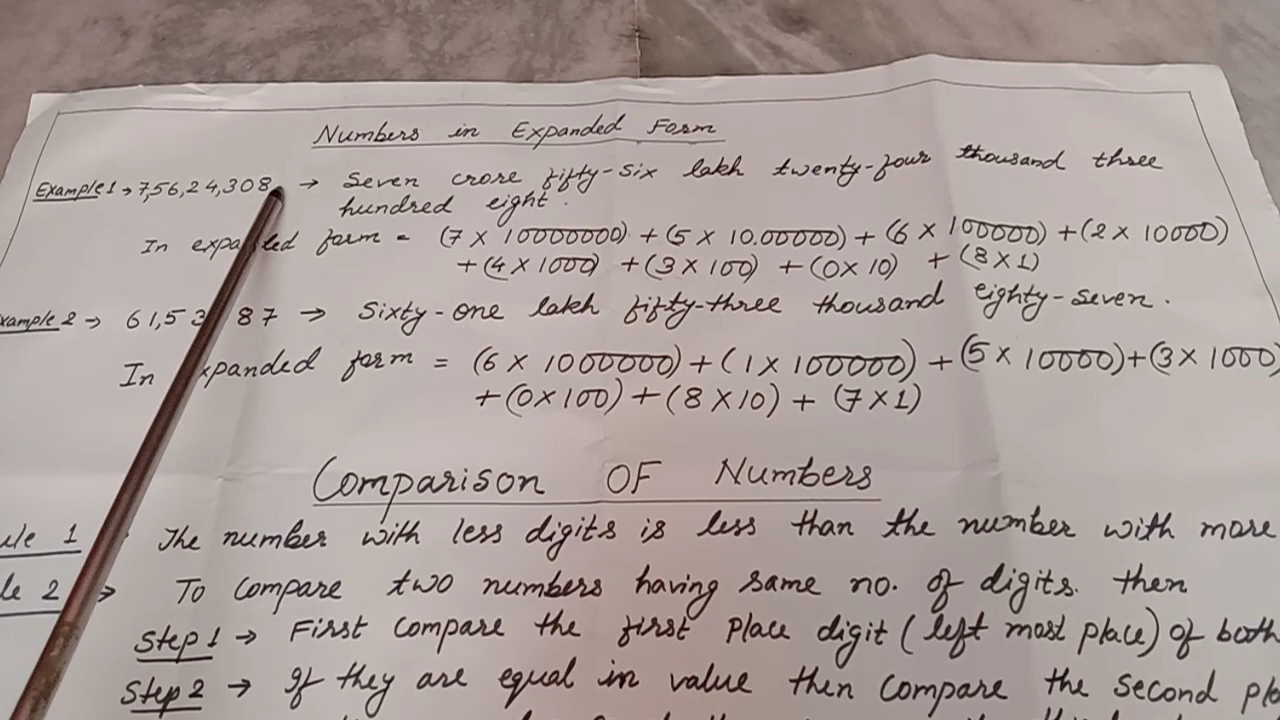 Numbers in Expanded Form
Example 1 → 7,56,24,308 → Seven crore fifty-six lakh twenty-four thousand three
hundred eight.
In form = (7 X 10000000) + (5 X 10,00000) + (6 X 100000) + (2 X 10000)
+ (4 X 1000) + (3 X 100) + (0 X 10) + (8 X 1)
2 → 61,53 87 → Sixty-one lakh fifty-three thousand eighty-seven.
In form = (6 X 1000000) + (1 X 100000) + (5 X 10000) + (3 X 1000)
+ (0 X 100) + (8 X 10) + (7 X 1)
Comparison OF Numbers
1 The number with less digits is less than the number with more
2 → To compare two numbers having same no. of digits. then
Step 1 → First compare the first place digit (left most place) of both
Step 2 → If they are equal in value then compare the second